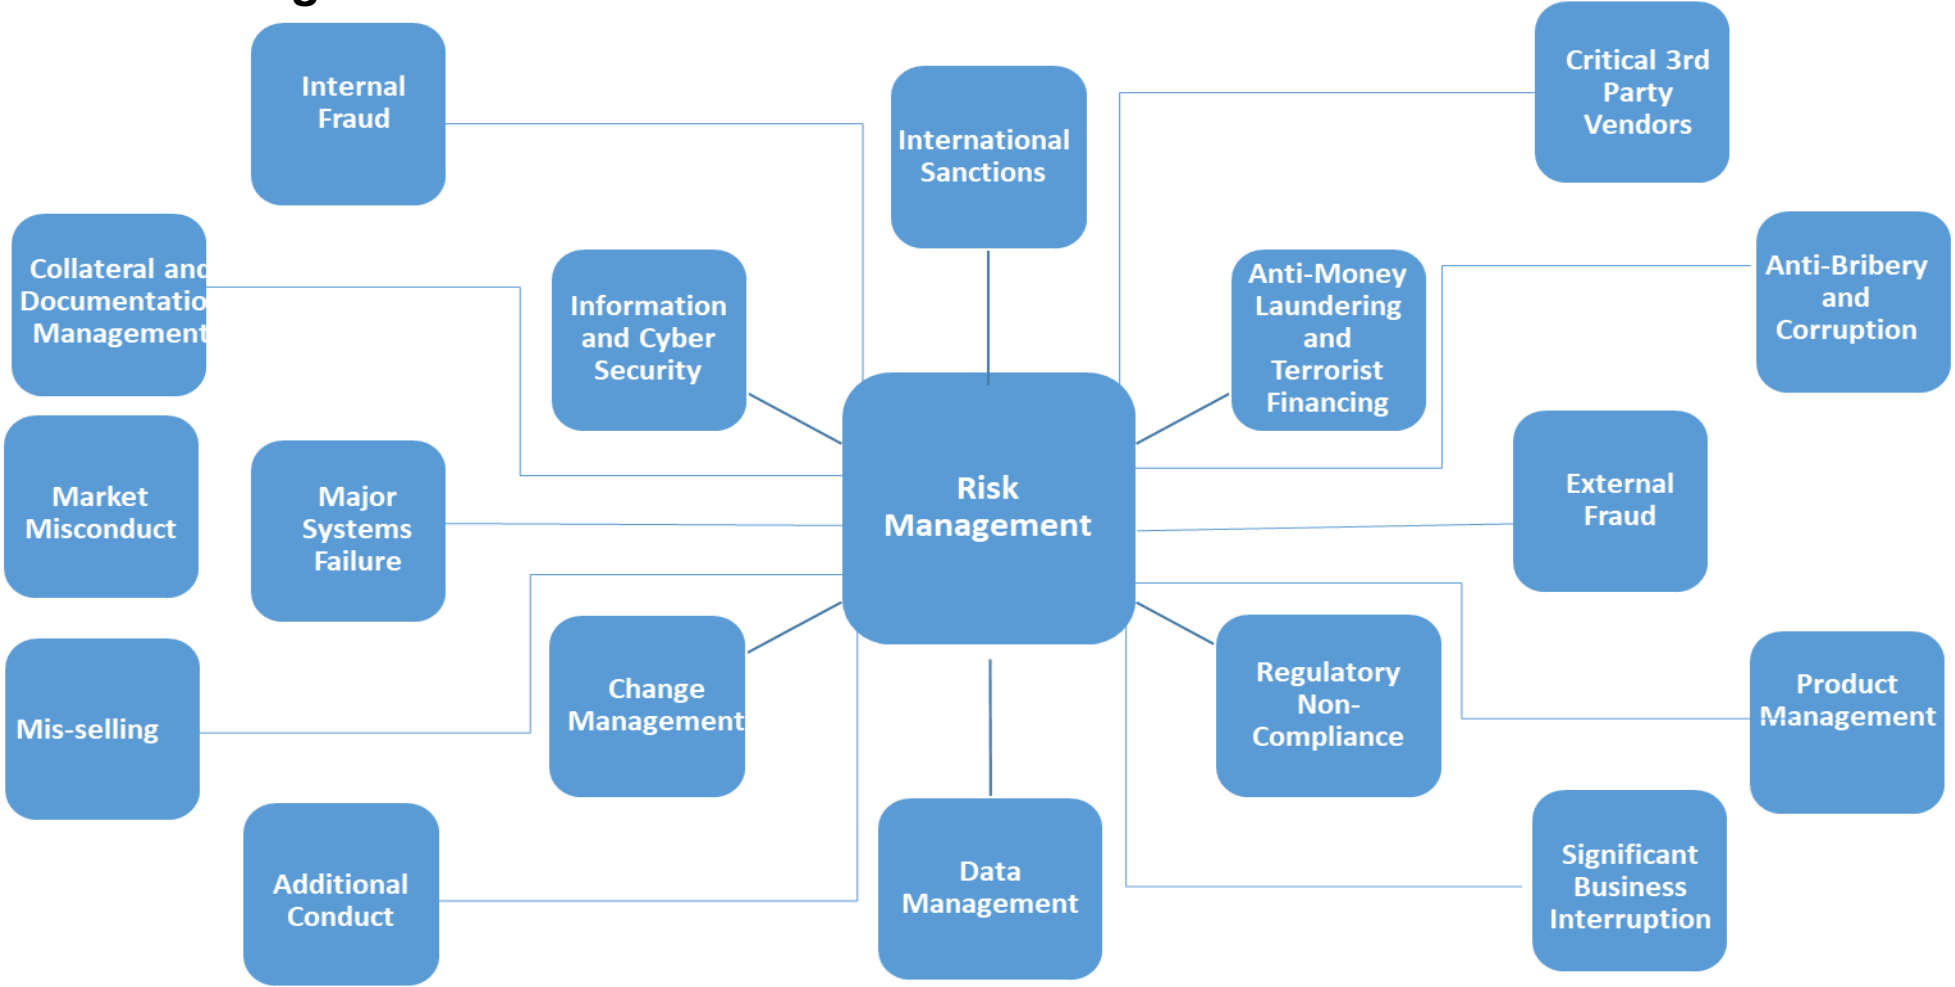 Internal
Fraud
International
Sanctions
Critical 3rd
Party
Vendors
Collateral and
Documentatio
Management
Information
and Cyber
Security
Anti-Money
Laundering
and
Terrorist
Financing
Anti-Bribery
and
Corruption
Market
Misconduct
Major
Systems
Failure
Risk
Management
External
Fraud
Mis-selling
Change
Management
Regulatory
Non-
Compliance
Product
Management
Additional
Conduct
Data
Management
Significant
Business
Interruption